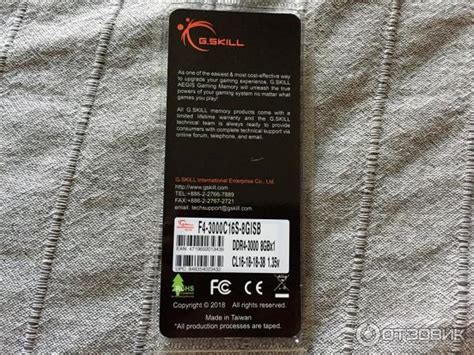 G.SKILL
As one of the easiest & most cost-effective way
to upgrade your gaming experience. G.SKILL
AEGIS Gaming Memory will unleash the true
powers of your gaming system no matter what
games you play!
All G.SKILL memory products come with a
limited lifetime warranty and the G.SKILL
technical team is always ready to provide
consumers with complete technical support via
online forum, telephone, and email.
G.SKILL International Enterprise Co., Ltd.
http://www.gskill.com
TEL:+886-2-2766-7889
FAX:+886-2-2767-2721
email: techsupport@gskill.com
F4-3000C16S-8GISB
DDR4-3000 8GBx1
CL16-18-18-38 1.35v
Copyright © 2018 All rights reserved.
Made in Taiwan
*All production processes are taped.
ОТЗОВИК